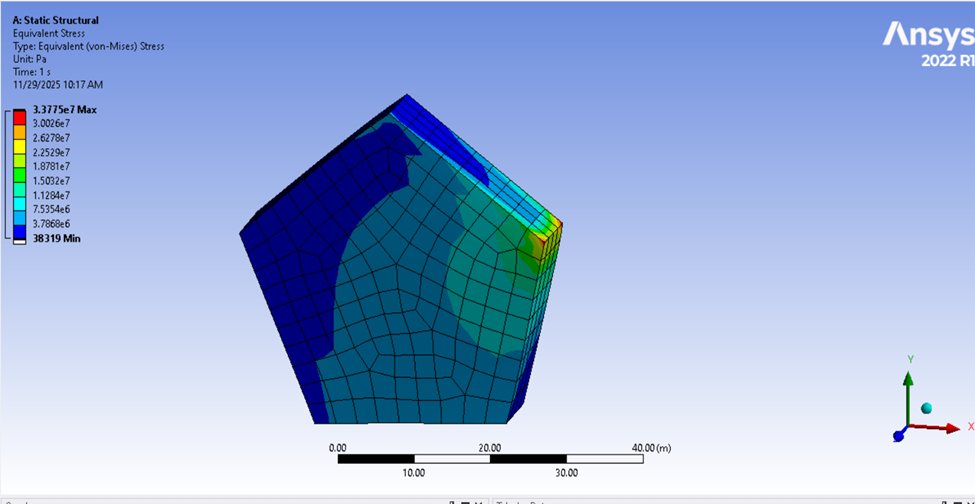 A: Static Structural
Equivalent Stress
Type: Equivalent (von-Mises) Stress
Unit: Pa
Time: 1 s
11/29/2025 10:17 AM
3.3775e7 Max
3.0026e7
2.6278e7
2.2529e7
1.8781e7
1.5032e7
1.1284e7
7.5354e6
3.7868e6
38319 Min
Ansys
2022 R1
0.00 20.00 40.00 (m)
10.00 30.00
Y
X